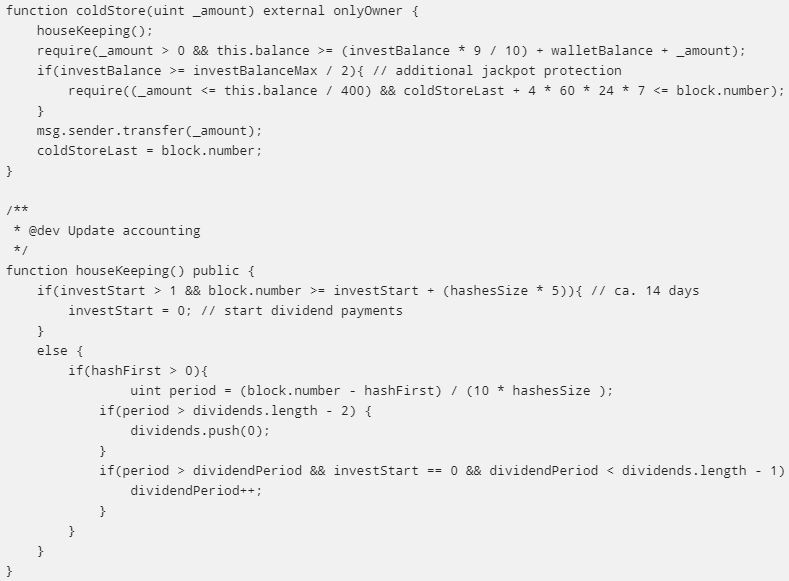 function coldStore(uint _amount) external onlyOwner {
    houseKeeping();
    require(_amount > 0 && this.balance >= (investBalance * 9 / 10) + walletBalance + _amount);
    if(investBalance >= investBalanceMax / 2){ // additional jackpot protection
        require((_amount <= this.balance / 400) && coldStoreLast + 4 * 60 * 24 * 7 <= block.number);
    }
    msg.sender.transfer(_amount);
    coldStoreLast = block.number;
}

/**
 * @dev Update accounting
 */
function houseKeeping() public {
    if(investStart > 1 && block.number >= investStart + (hashesSize * 5)){ // ca. 14 days
        investStart = 0; // start dividend payments
    }
    else {
        if(hashFirst > 0){
                uint period = (block.number - hashFirst) / (10 * hashesSize );
            if(period > dividends.length - 2) {
                dividends.push(0);
            }
            if(period > dividendPeriod && investStart == 0 && dividendPeriod < dividends.length - 1)
                dividendPeriod++;
            }
        }
    }
}